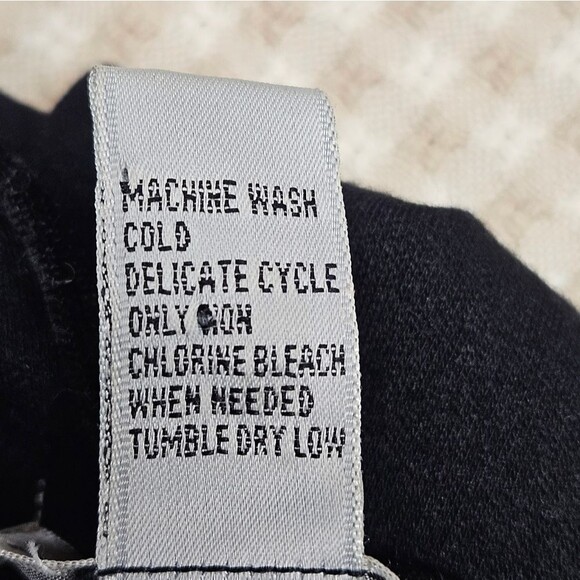 MACHINE WASH
COLD
DELICATE CYCLE
ONLY NON
CHLORINE BLEACH
WHEN NEEDED
TUMBLE DRY LOW